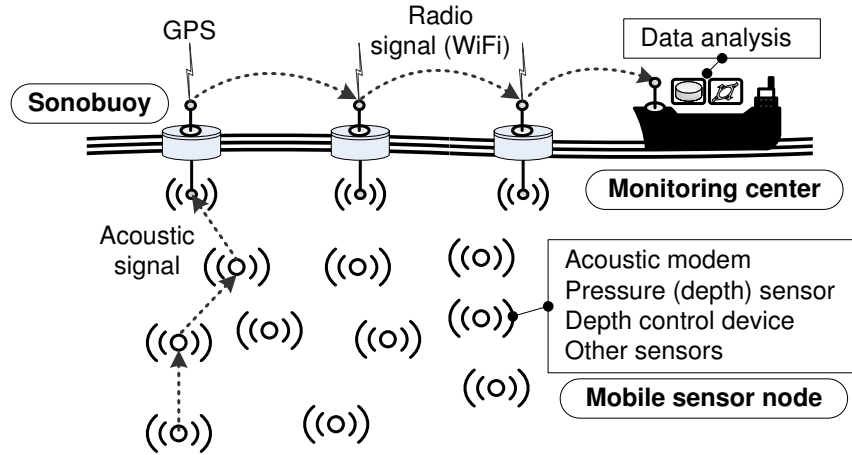 GPS
Radio
signal (WiFi)
Data analysis
Sonobuoy
Monitoring center
Acoustic
signal
Acoustic modem
Pressure (depth) sensor
Depth control device
Other sensors
Mobile sensor node